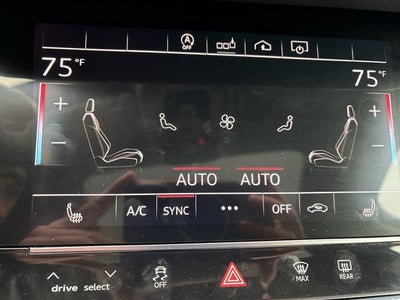 A OFF
75°F 75°F
AUTO AUTO
A/C SYNC ••• OFF
drive select OFF MAX REAR